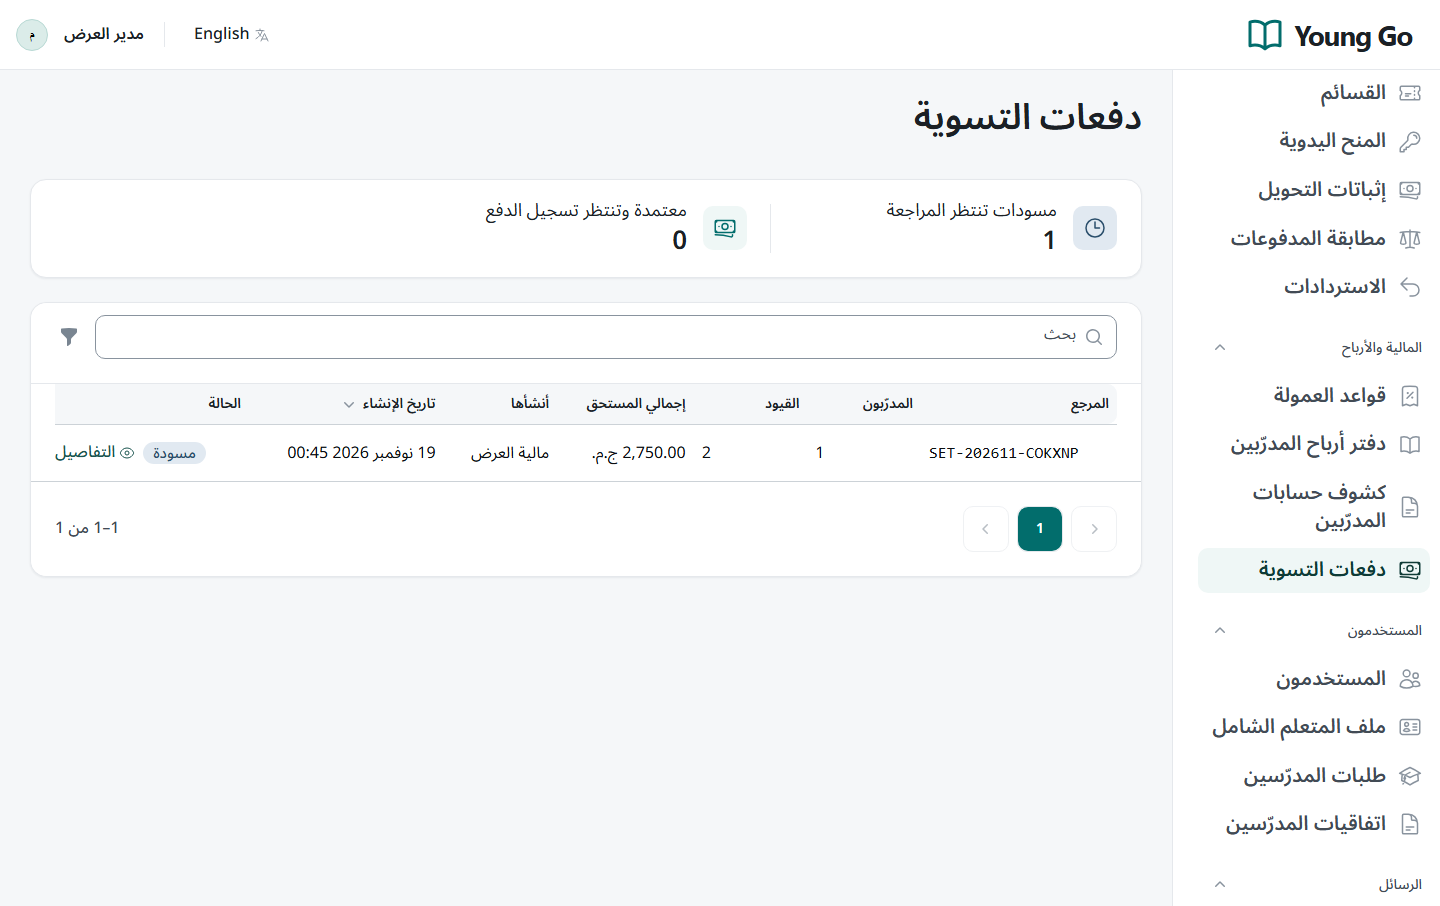 Young Go
English
مدير العرض
م
القسائم
المنح اليدوية
إثباتات التحويل
مطابقة المدفوعات
الاستردادات
المالية والأرباح
قواعد العمولة
دفتر أرباح المدرّبين
كشوف حسابات
المدرّبين
دفعات التسوية
المستخدمون
المستخدمون
ملف المتعلم الشامل
طلبات المدرّسين
اتفاقيات المدرّسين
الرسائل
دفعات التسوية
مسودات تنتظر المراجعة
1
معتمدة وتنتظر تسجيل الدفع
0
بحث
المرجع المدرّبون القيود إجمالي المستحق أنشأها تاريخ الإنشاء الحالة
SET-202611-COKXNP 1 2 2,750.00 ج.م. مالية العرض 19 نوفمبر 2026 00:45 مسودة التفاصيل
1
1–1 من 1